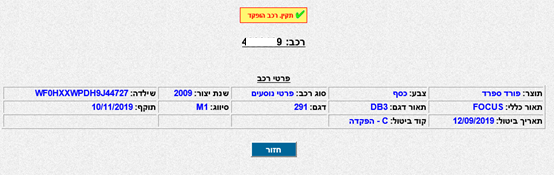 תקין. רכב הופקד
רכב: 9 4
פרטי רכב
תוצר: פורד ספרד צבע: כסף סוג רכב: פרטי נוסעים שנת יצור: 2009 שילדה: WF0HXXWPDH9J44727
תאור כללי: FOCUS תאור דגם: DB3 דגם: 291 סיווג: M1 תוקף: 10/11/2019
תאריך ביטול: 12/09/2019 קוד ביטול: C - הפקדה
חזור